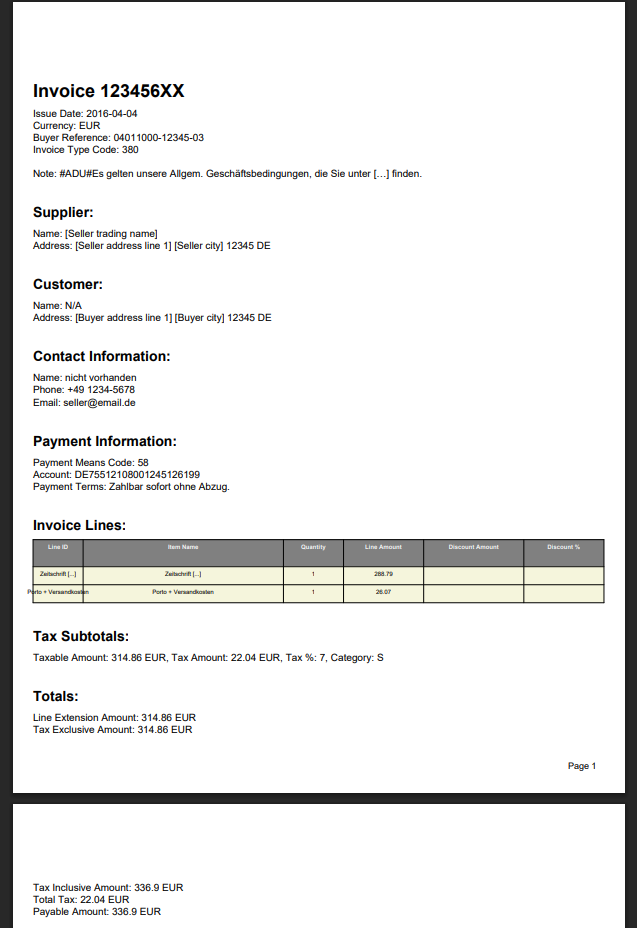 Invoice 123456XX
Issue Date: 2016-04-04
Currency: EUR
Buyer Reference: 04011000-12345-03
Invoice Type Code: 380
Note: #ADU#Es gelten unsere Allgem. Geschäftsbedingungen, die Sie unter [...] finden.
Supplier:
Name: [Seller trading name]
Address: [Seller address line 1] [Seller city] 12345 DE
Customer:
Name: N/A
Address: [Buyer address line 1] [Buyer city] 12345 DE
Contact Information:
Name: nicht vorhanden
Phone: +49 1234-5678
Email: seller@email.de
Payment Information:
Payment Means Code: 58
Account: DE75512108001245126199
Payment Terms: Zahlbar sofort ohne Abzug.
Invoice Lines:
Line ID Item Name Quantity Line Amount Discount Amount Discount %
Zeitschrift [...] Zeitschrift [...] 1 288.79
Porto + Versandkosten Porto + Versandkosten 1 26.07
Tax Subtotals:
Taxable Amount: 314.86 EUR, Tax Amount: 22.04 EUR, Tax %: 7, Category: S
Totals:
Line Extension Amount: 314.86 EUR
Tax Exclusive Amount: 314.86 EUR
Page 1
Tax Inclusive Amount: 336.9 EUR
Total Tax: 22.04 EUR
Payable Amount: 336.9 EUR